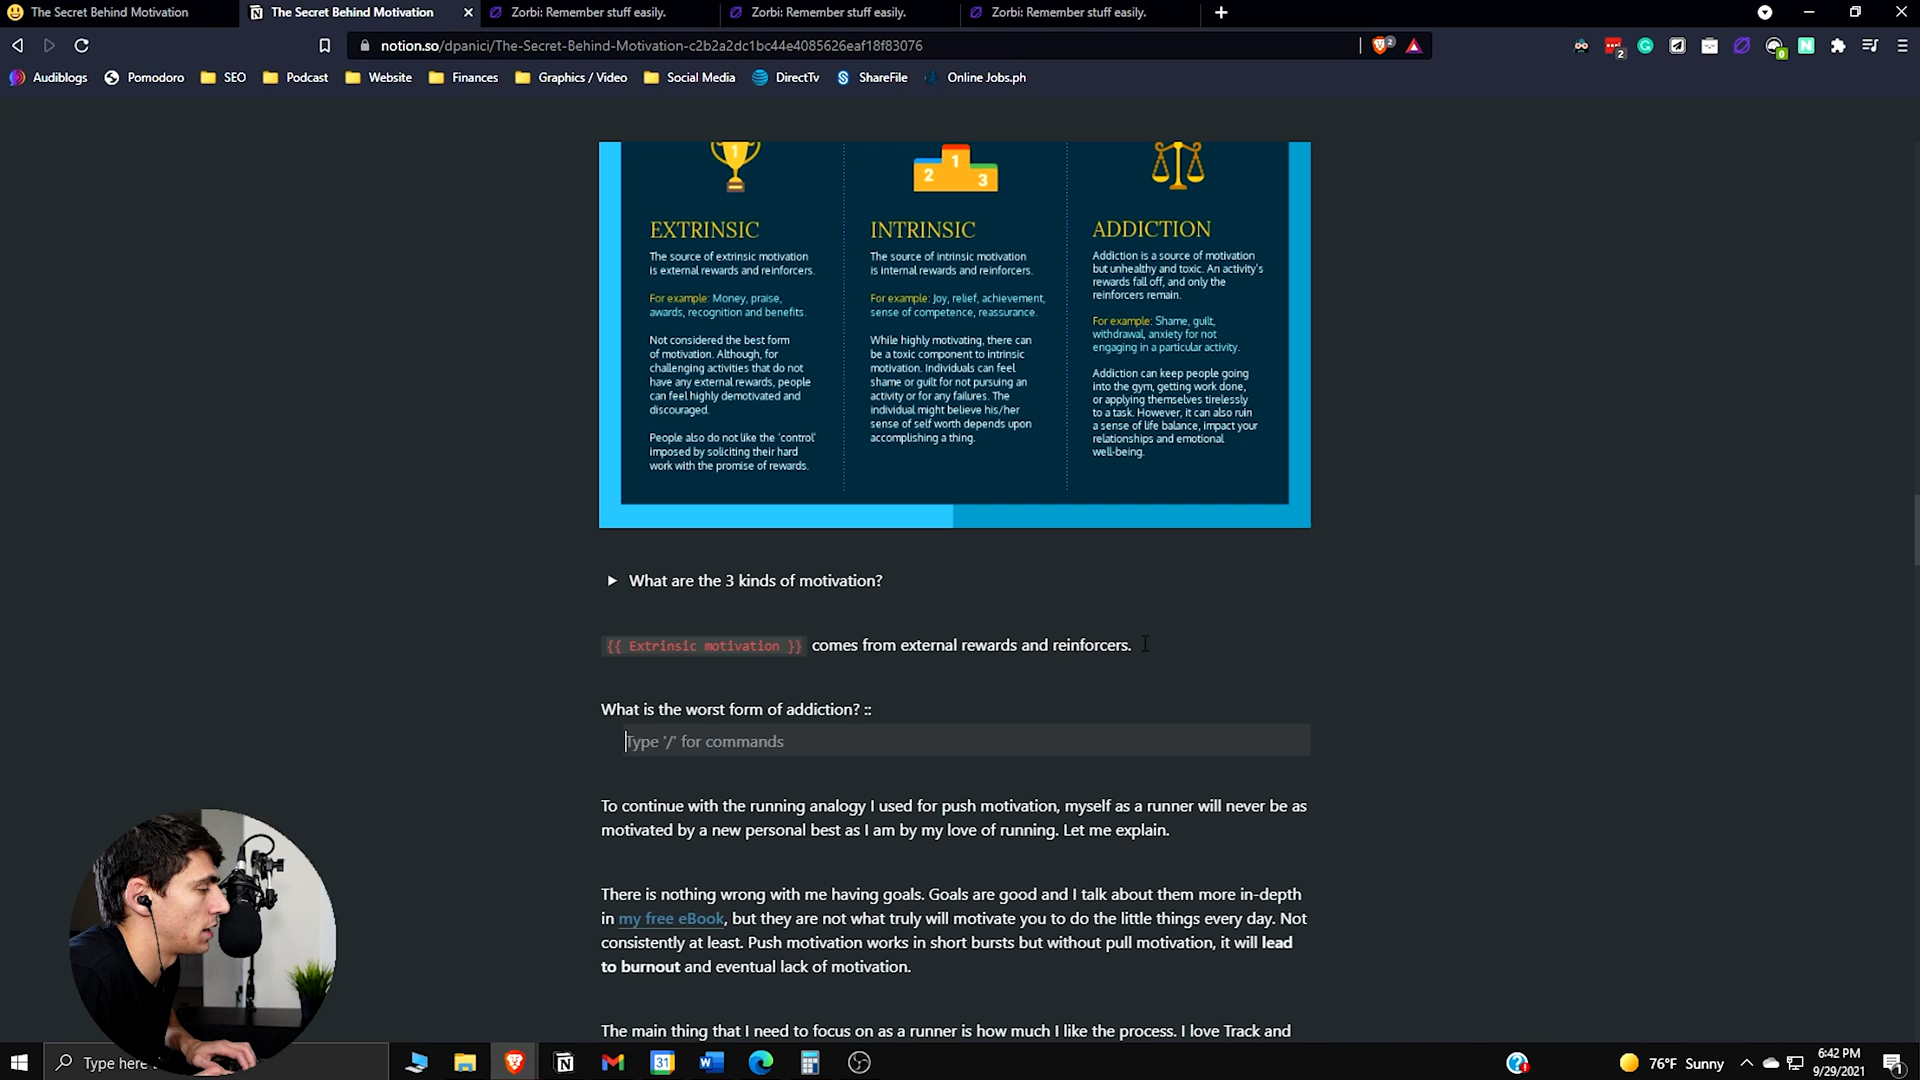 The Secret Behind Motivation
The Secret Behind Motivation
Zorbi: Remember stuff easily.
Zorbi: Remember stuff easily.
Zorbi: Remember stuff easily.
notion.so/dpanici/The-Secret-Behind-Motivation-c2b2a2dc1bc44e4085626eaf18f83076
2
2
0
Audiblogs
Pomodoro
SEO
Podcast
Website
Finances
Graphics / Video
Social Media
DirectTv
ShareFile
Online Jobs.ph
1
2
1
3
EXTRINSIC
The source of extrinsic motivation
is external rewards and reinforcers.
For example: Money, praise,
awards, recognition and benefits.
Not considered the best form
of motivation. Although, for
challenging activities that do not
have any external rewards, people
can feel highly demotivated and
discouraged.
People also do not like the 'control'
imposed by soliciting their hard
work with the promise of rewards.
INTRINSIC
The source of intrinsic motivation
is internal rewards and reinforcers.
For example: Joy, relief, achievement,
sense of competence, reassurance.
While highly motivating, there can
be a toxic component to intrinsic
motivation. Individuals can feel
shame or guilt for not pursuing an
activity or for any failures. The
individual might believe his/her
sense of self worth depends upon
accomplishing a thing.
ADDICTION
Addiction is a source of motivation
but unhealthy and toxic. An activity's
rewards fall off, and only the
reinforcers remain.
For example: Shame, guilt,
withdrawal, anxiety for not
engaging in a particular activity.
Addiction can keep people going
into the gym, getting work done,
or applying themselves tirelessly
to a task. However, it can also ruin
a sense of life balance, impact your
relationships and emotional
well-being.
What are the 3 kinds of motivation?
{{ Extrinsic motivation }} comes from external rewards and reinforcers.
What is the worst form of addiction? ::
Type '/' for commands
To continue with the running analogy I used for push motivation, myself as a runner will never be as
motivated by a new personal best as I am by my love of running. Let me explain.
There is nothing wrong with me having goals. Goals are good and I talk about them more in-depth
in my free eBook, but they are not what truly will motivate you to do the little things every day. Not
consistently at least. Push motivation works in short bursts but without pull motivation, it will lead
to burnout and eventual lack of motivation.
The main thing that I need to focus on as a runner is how much I like the process. I love Track and
Type here
31
76°F Sunny
6:42 PM
9/29/2021
1